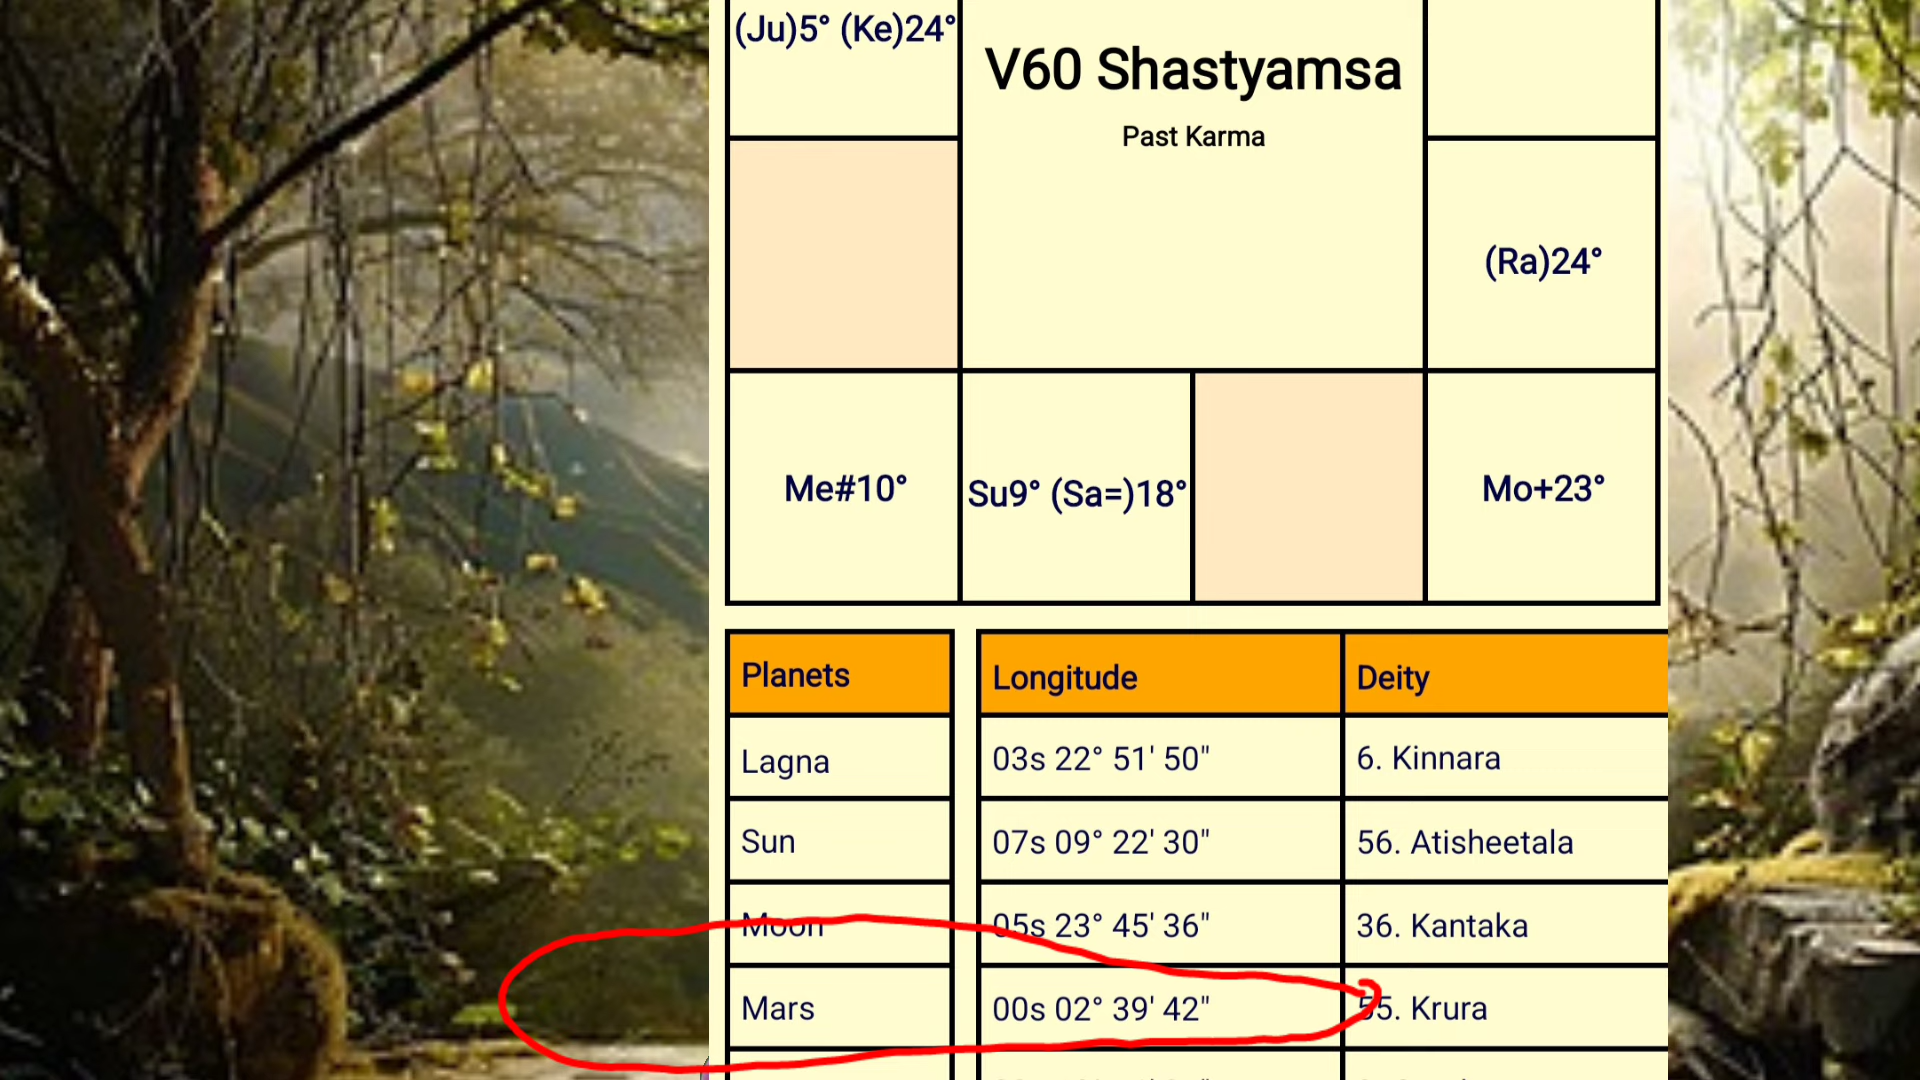 (Ju)5° (Ke)24°
V60 Shastyamsa
Past Karma
(Ra)24°
Me#10°
Su9° (Sa=)18°
Mo+23°
Planets
Longitude
Deity
Lagna
03s 22° 51' 50"
6. Kinnara
Sun
07s 09° 22' 30"
56. Atisheetala
Moon
05s 23° 45' 36"
36. Kantaka
Mars
00s 02° 39' 42"
55. Krura